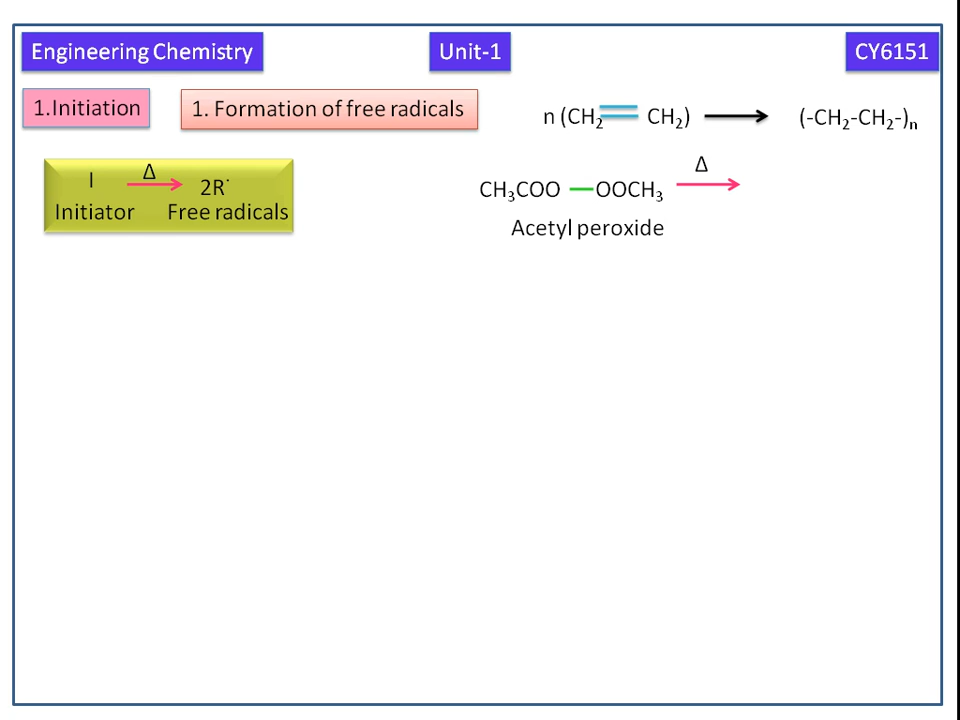 Engineering Chemistry Unit-1 CY6151
1.Initiation 1. Formation of free radicals n (CH₂ CH₂) (-CH₂-CH₂-)ₙ
I Δ 2R˙ CH₃COO OOCH₃ Δ
Initiator Free radicals
Acetyl peroxide